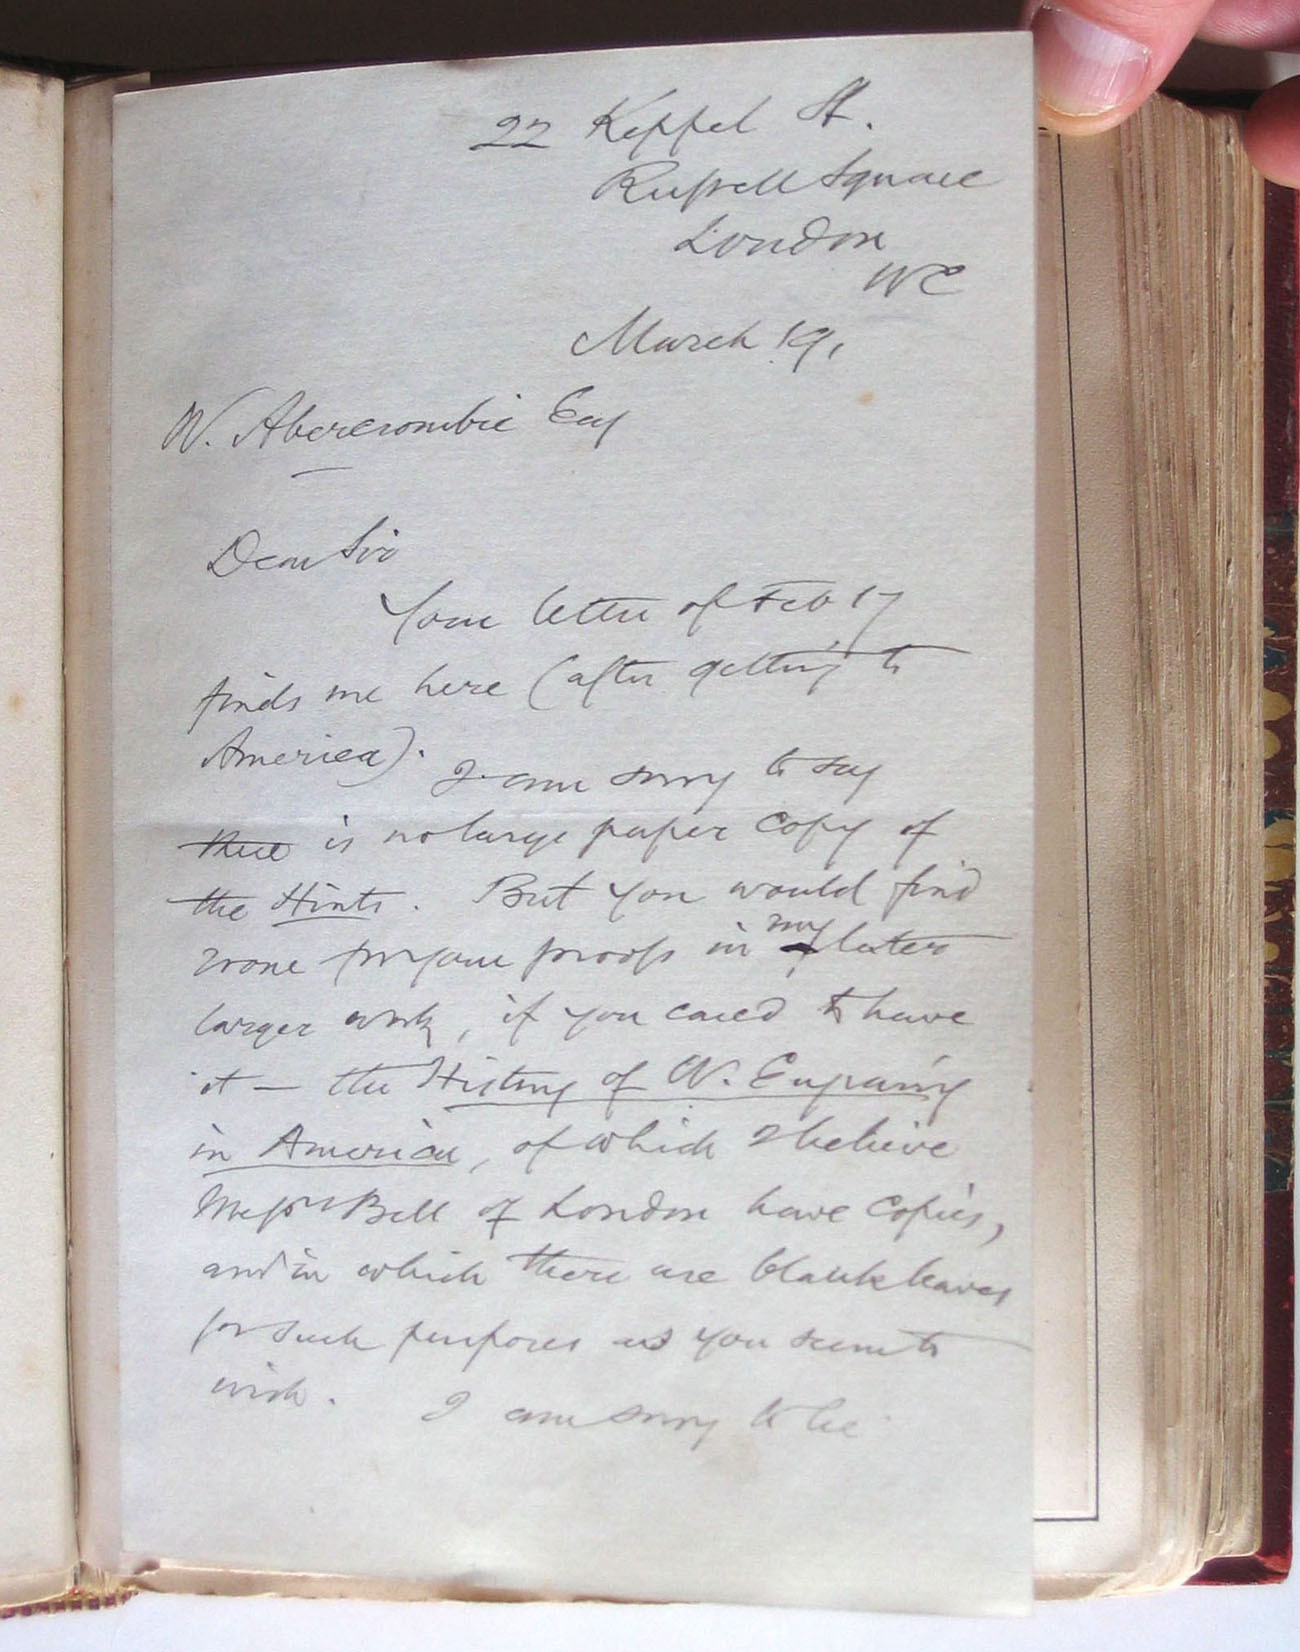 22 Keppel St.
Russell Square
London
WC
March 19,
W. Abercrombie Esq
Dear Sir
Your letter of Feb 17
finds me here (after getting to
America). I am sorry to say
there is no large paper copy of
the Hints. But you would find
room for your proofs in my later
larger work, if you cared to have
it — the History of W. Engraving
in America, of which I believe
Messrs Bell of London have copies,
and in which there are blank leaves
for such purposes as you seem to
wish. I am sorry to be